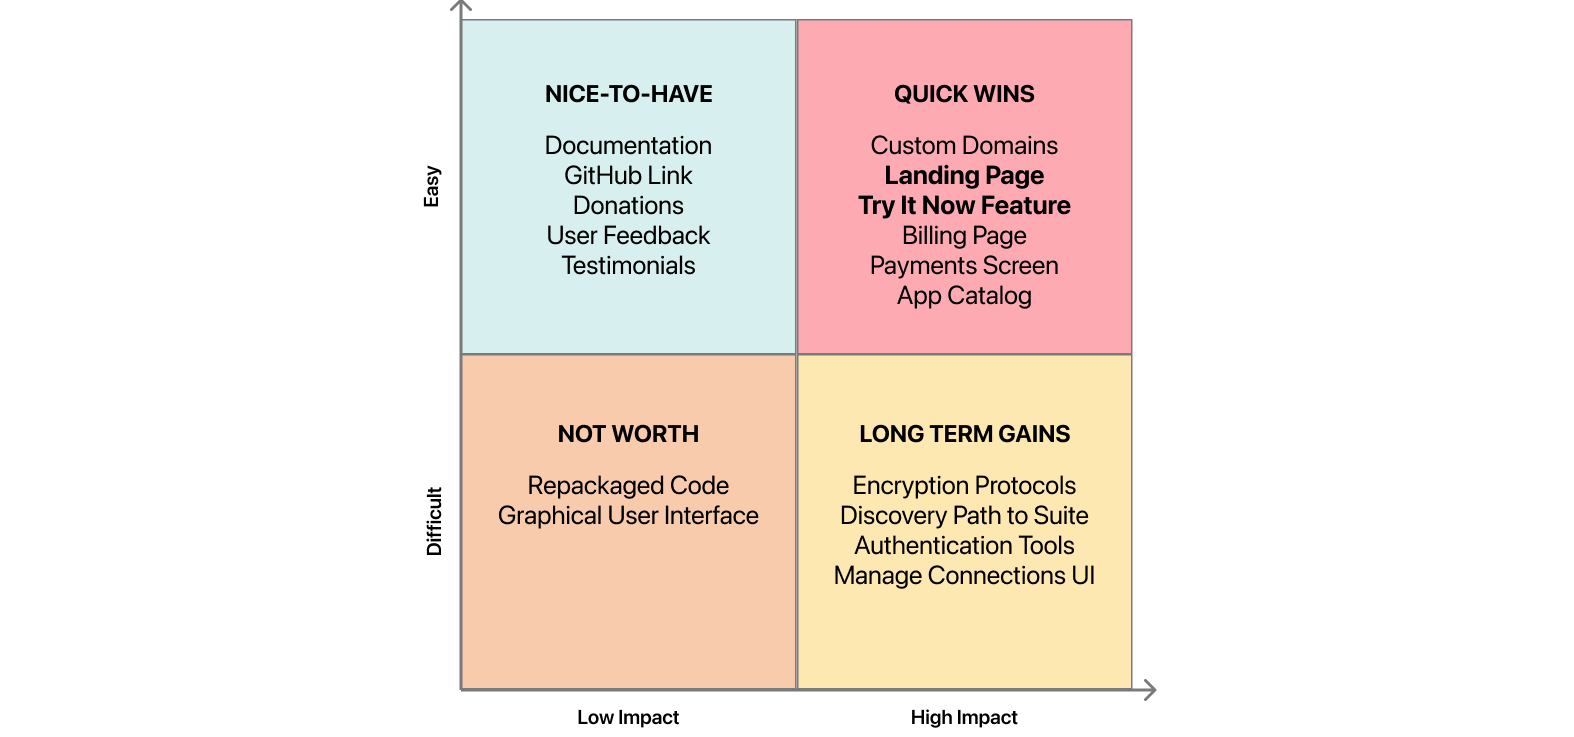 NICE-TO-HAVE
Documentation
GitHub Link
Donations
User Feedback
Testimonials
QUICK WINS
Custom Domains
Landing Page
Try It Now Feature
Billing Page
Payments Screen
App Catalog
Easy
NOT WORTH
Repackaged Code
Graphical User Interface
LONG TERM GAINS
Encryption Protocols
Discovery Path to Suite
Authentication Tools
Manage Connections UI
Difficult
Low Impact
High Impact